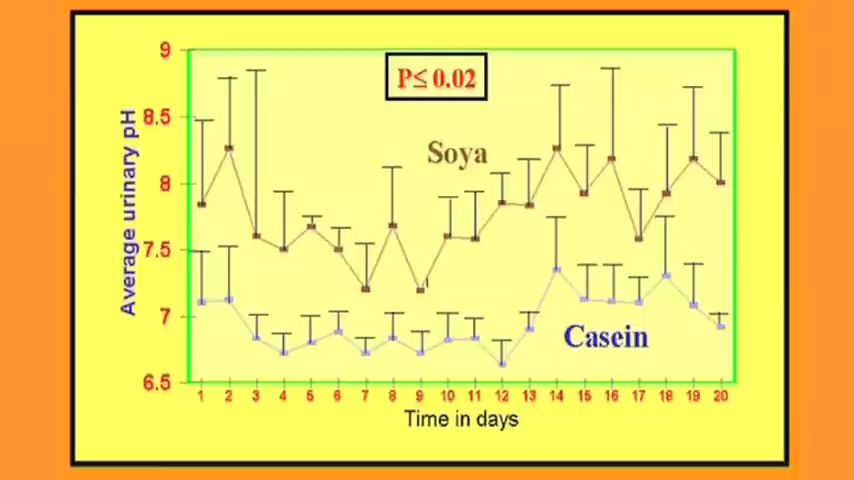 P≤ 0.02
Soya
Casein
Average urinary pH
9
8.5
8
7.5
7
6.5
1 2 3 4 5 6 7 8 9 10 11 12 13 14 15 16 17 18 19 20
Time in days